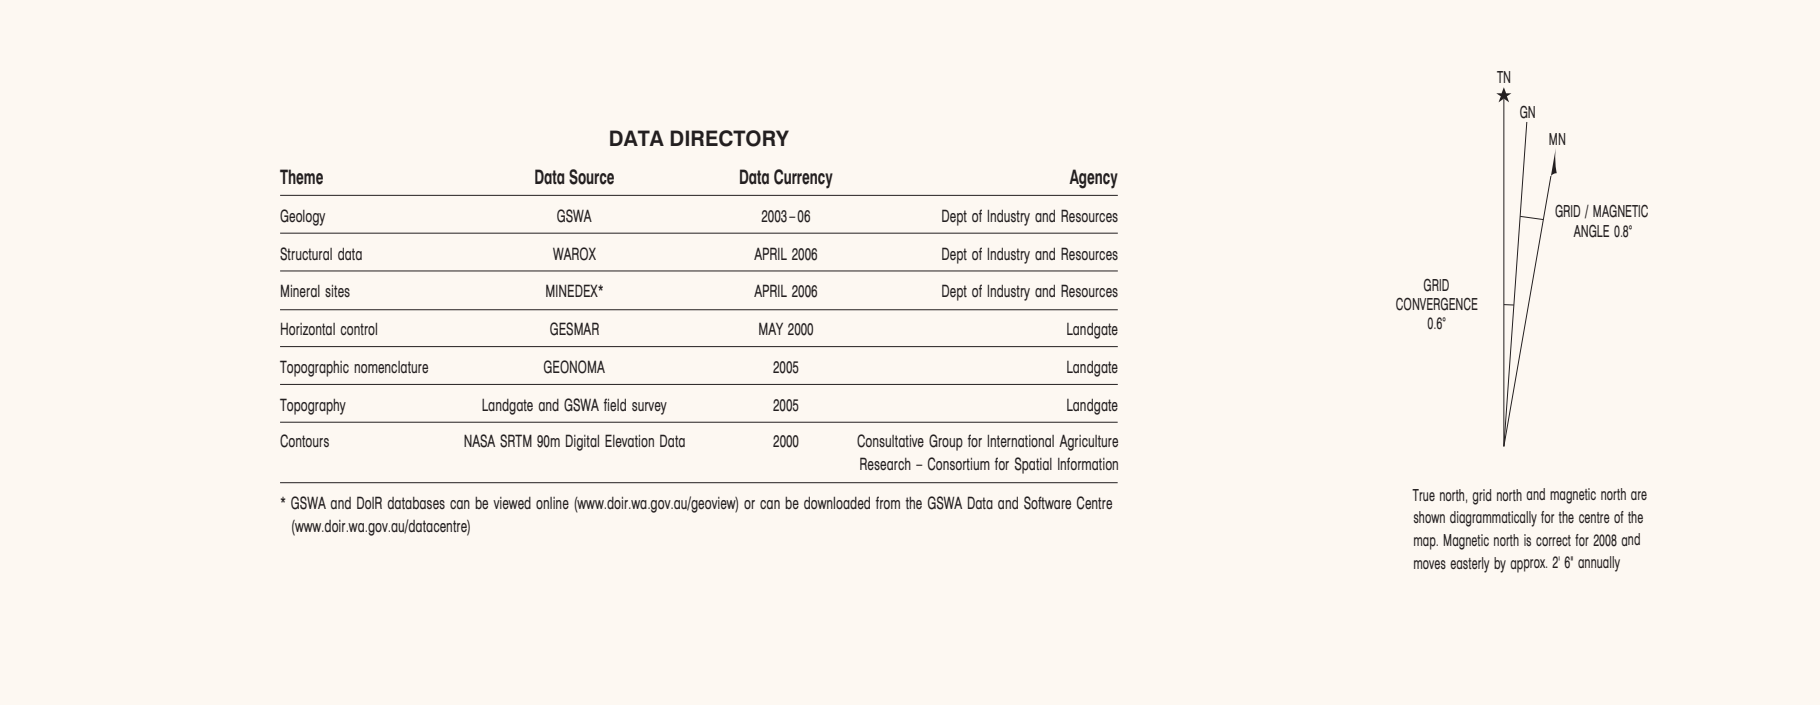 DATA DIRECTORY
Theme Data Source Data Currency Agency
Geology GSWA 2003–06 Dept of Industry and Resources
Structural data WAROX APRIL 2006 Dept of Industry and Resources
Mineral sites MINEDEX* APRIL 2006 Dept of Industry and Resources
Horizontal control GESMAR MAY 2000 Landgate
Topographic nomenclature GEONOMA 2005 Landgate
Topography Landgate and GSWA field survey 2005 Landgate
Contours NASA SRTM 90m Digital Elevation Data 2000 Consultative Group for International Agriculture
Research – Consortium for Spatial Information
* GSWA and DoIR databases can be viewed online (www.doir.wa.gov.au/geoview) or can be downloaded from the GSWA Data and Software Centre
(www.doir.wa.gov.au/datacentre)
TN
GN
MN
GRID / MAGNETIC
ANGLE 0.8°
GRID
CONVERGENCE
0.6°
True north, grid north and magnetic north are
shown diagrammatically for the centre of the
map. Magnetic north is correct for 2008 and
moves easterly by approx. 2' 6" annually